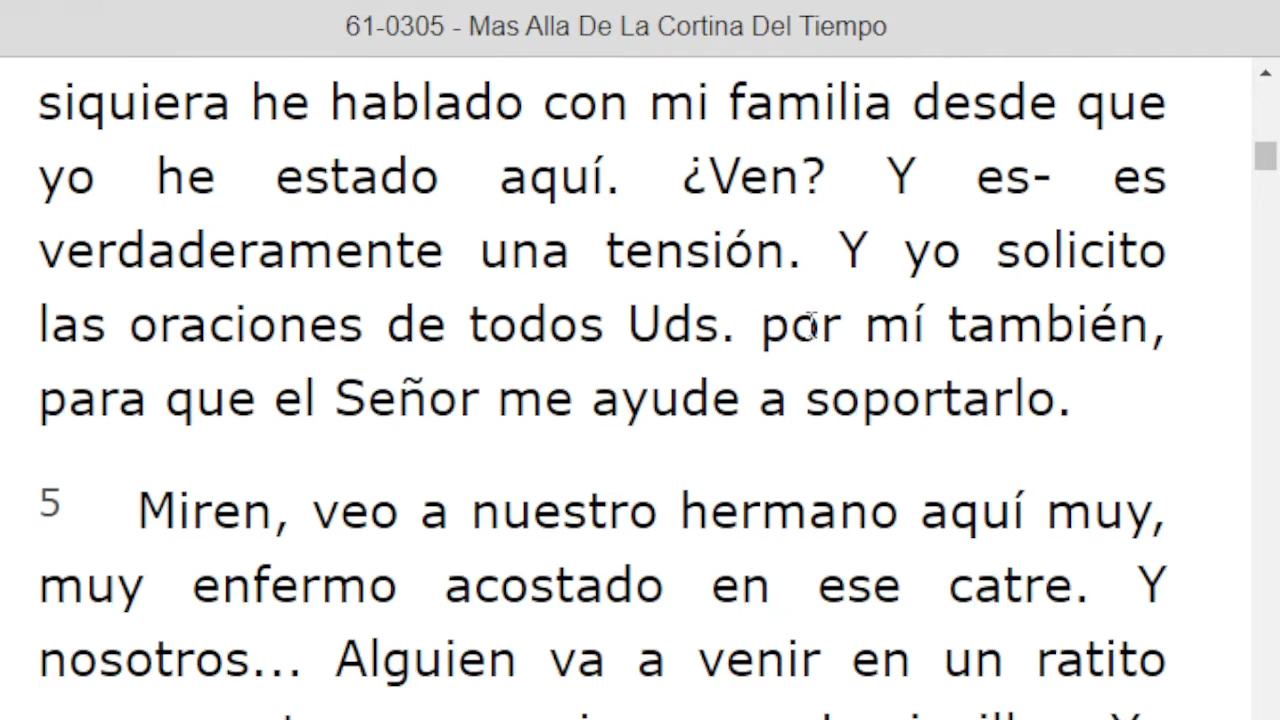 61-0305 - Mas Alla De La Cortina Del Tiempo
siquiera he hablado con mi familia desde que
yo he estado aquí. ¿Ven? Y es- es
verdaderamente una tensión. Y yo solicito
las oraciones de todos Uds. por mí también,
para que el Señor me ayude a soportarlo.
5 Miren, veo a nuestro hermano aquí muy,
muy enfermo acostado en ese catre. Y
nosotros... Alguien va a venir en un ratito